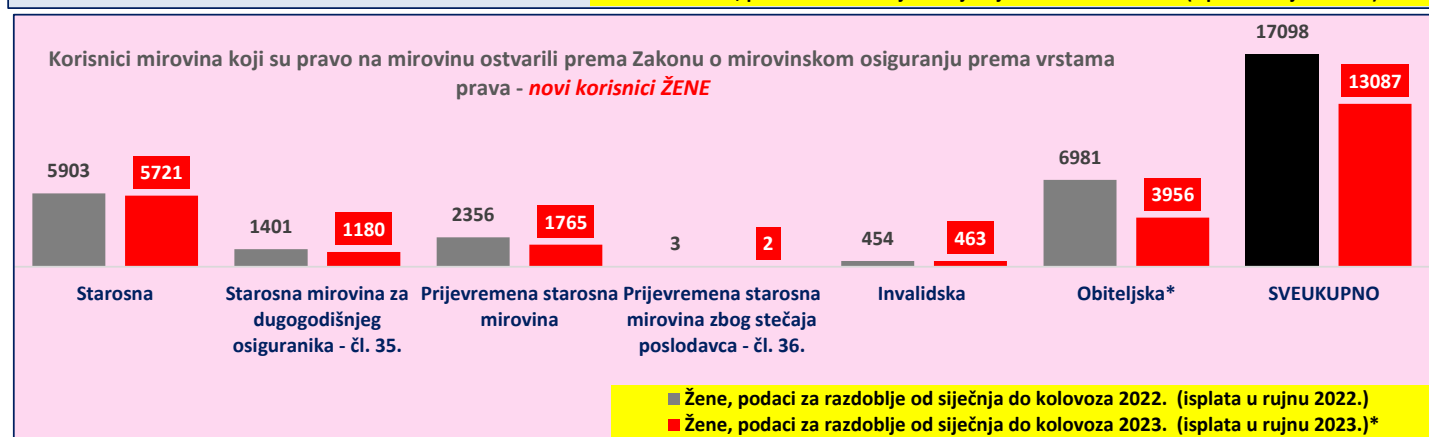 Korisnici mirovina koji su pravo na mirovinu ostvarili prema Zakonu o mirovinskom osiguranju prema vrstama
prava - novi korisnici ŽENE
17098
13087
5903
5721
1401
1180
2356
1765
3
2
454
463
6981
3956
Starosna
Starosna mirovina za
dugogodišnjeg
osiguranika - čl. 35.
Prijevremena starosna
mirovina
Prijevremena starosna
mirovina zbog stečaja
poslodavca - čl. 36.
Invalidska
Obiteljska*
SVEUKUPNO
Žene, podaci za razdoblje od siječnja do kolovoza 2022. (isplata u rujnu 2022.)
Žene, podaci za razdoblje od siječnja do kolovoza 2023. (isplata u rujnu 2023.)*